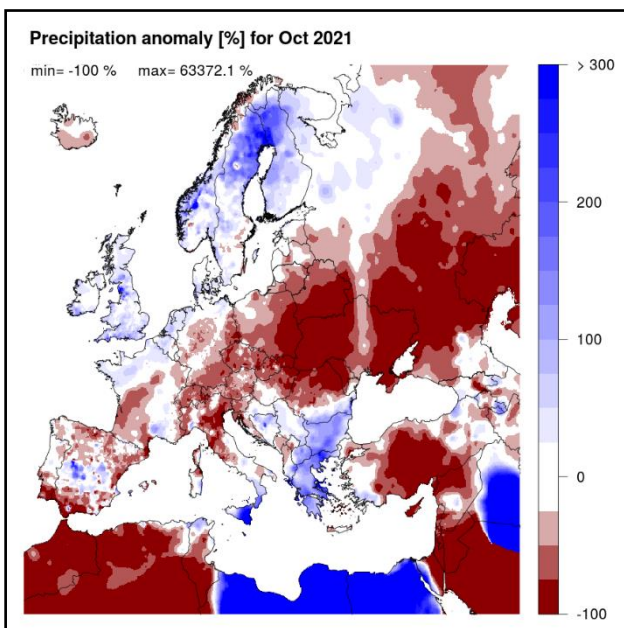 Precipitation anomaly [%] for Oct 2021
min= -100 %     max= 63372.1 %
> 300
200
100
0
-100